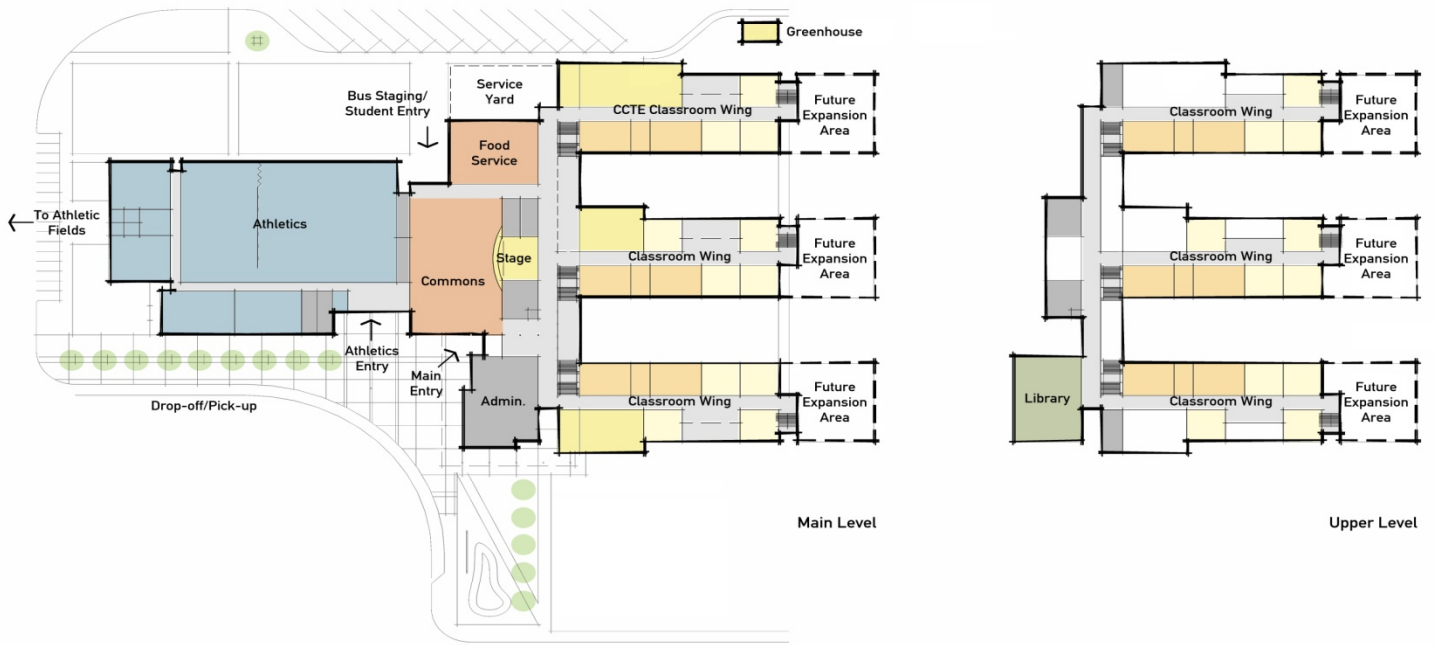 Greenhouse
Service
Yard
Bus Staging/
Student Entry
CCTE Classroom Wing
Future
Expansion
Area
Food
Service
To Athletic
Fields
Athletics
Stage
Classroom Wing
Future
Expansion
Area
Commons
Athletics
Entry
Main
Entry
Admin.
Classroom Wing
Future
Expansion
Area
Drop-off/Pick-up
Main Level
Classroom Wing
Future
Expansion
Area
Classroom Wing
Future
Expansion
Area
Library
Classroom Wing
Future
Expansion
Area
Upper Level